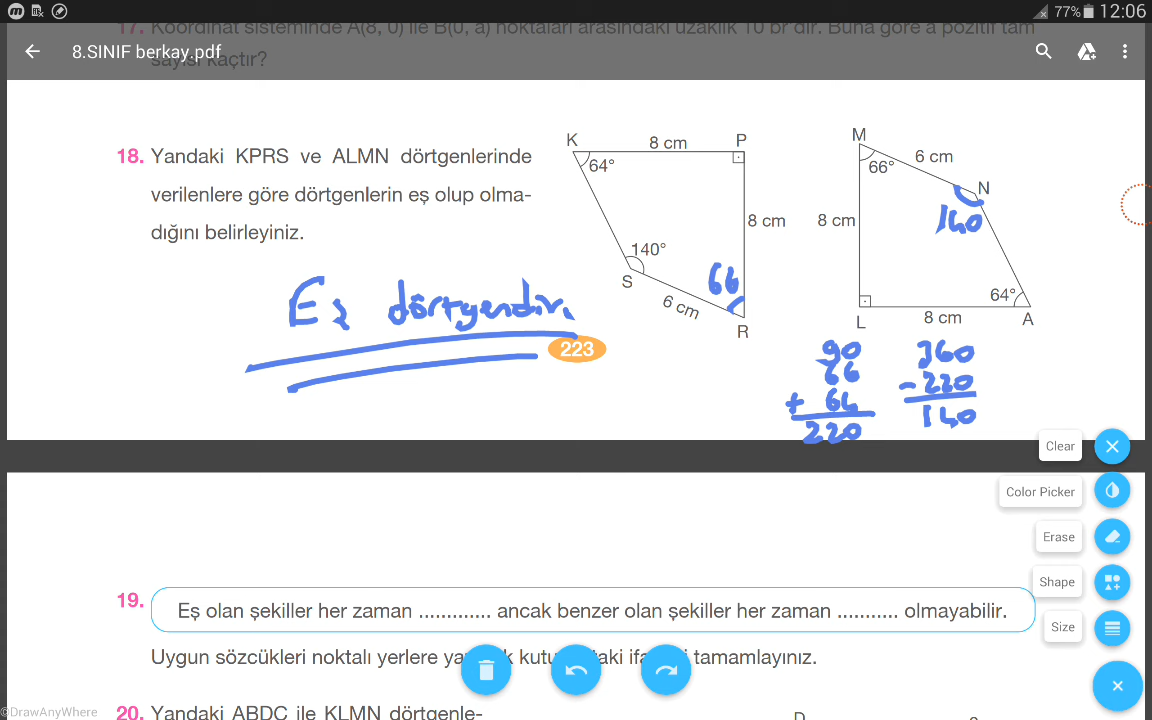 77% 12:06
17. Koordinat sisteminde A(8, 0) ile B(0, a) noktaları arasındaki uzaklık 10 br dir. Buna göre a pozitif tam
sayısı kaçtır?
8.SINIF berkay.pdf
18. Yandaki KPRS ve ALMN dörtgenlerinde
verilenlere göre dörtgenlerin eş olup olma-
dığını belirleyiniz.
K 8 cm P
64°
8 cm
140°
S
66
6 cm
R
M
66° 6 cm
N
140
8 cm
64°
L 8 cm A
Eş dörtgendir.
223
90
66
+ 64
220
360
- 220
140
Clear
Color Picker
Erase
Shape
Size
19. Eş olan şekiller her zaman ............. ancak benzer olan şekiller her zaman ........... olmayabilir.
Uygun sözcükleri noktalı yerlere ya k kutu aki ifa i tamamlayınız.
©DrawAnyWhere
20. Yandaki ABDC ile KLMN dörtgenle-
D